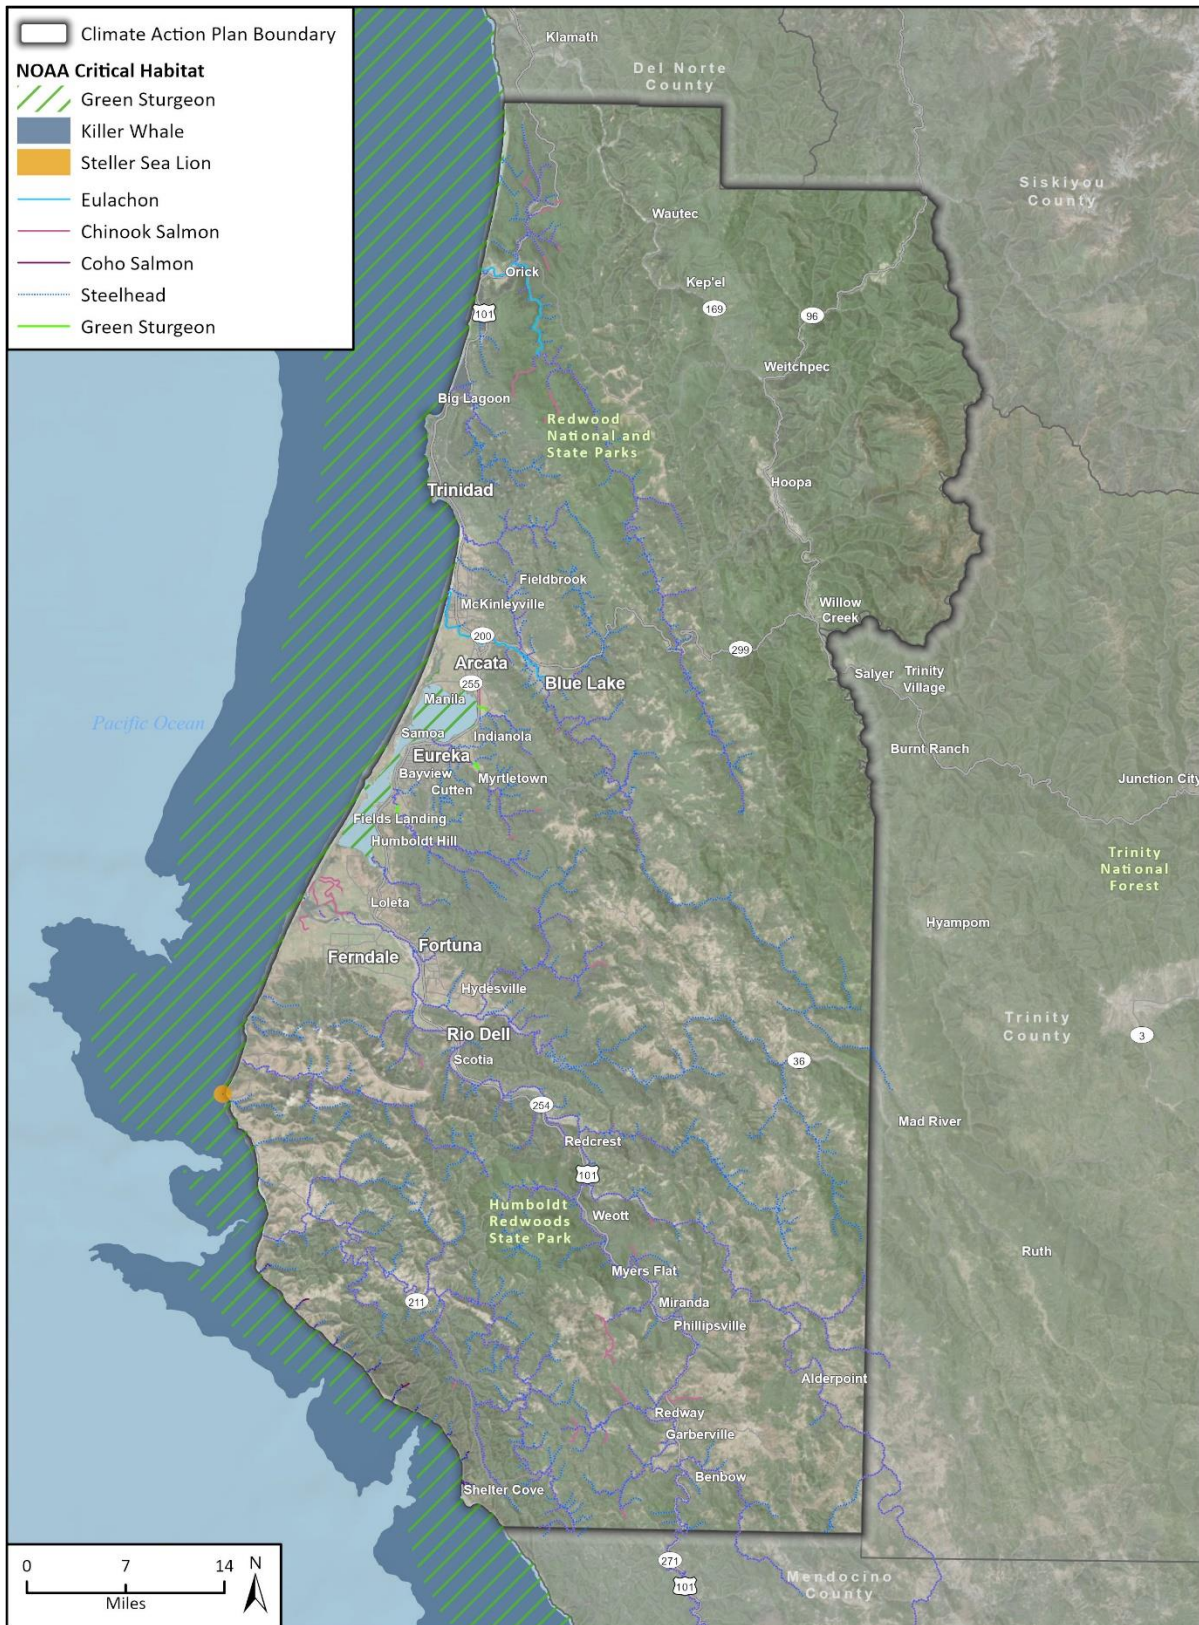 Climate Action Plan Boundary
NOAA Critical Habitat
Green Sturgeon
Killer Whale
Steller Sea Lion
Eulachon
Chinook Salmon
Coho Salmon
Steelhead
Green Sturgeon
Klamath
Del Norte
County
Siskiyou
County
Wautec
Orick
Kep'el
169
96
101
Weitchpec
Big Lagoon
Redwood
National and
State Parks
Hoopa
Trinidad
Fieldbrook
McKinleyville
Willow
Creek
200
299
Arcata
Blue Lake
Salyer
Trinity
Village
255
Manila
Pacific Ocean
Samoa
Indianola
Burnt Ranch
Eureka
Bayview
Myrtletown
Junction City
Cutten
Fields Landing
Humboldt Hill
Trinity
National
Forest
Loleta
Hyampom
Fortuna
Ferndale
Hydesville
Trinity
County
Rio Dell
3
Scotia
36
254
Mad River
Redcrest
101
Humboldt
Redwoods
State Park
Weott
Ruth
Myers Flat
211
Miranda
Phillipsville
Alderpoint
Redway
Garberville
Benbow
Shelter Cove
271
Mendocino
County
101
0 7 14
Miles
N